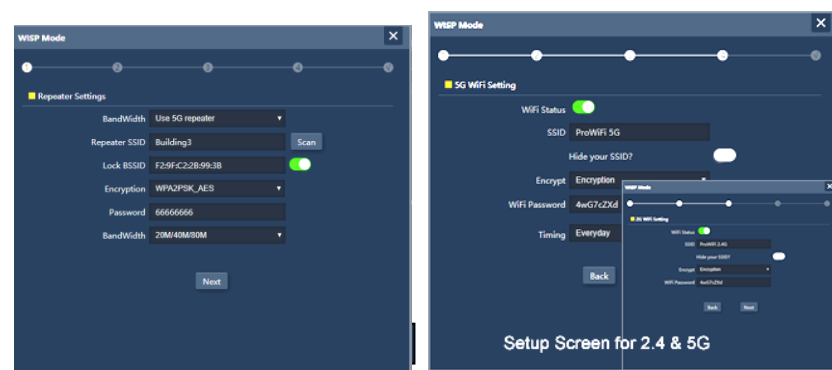 WISP Mode
1 2 3 4
Repeater Settings
BandWidth Use 5G repeater
Repeater SSID Building3 Scan
Lock BSSID F2:9F:C2:2B:99:3B
Encryption WPA2PSK_AES
Password 66666666
BandWidth 20M/40M/80M
Next
WISP Mode
5G WiFi Setting
WiFi Status
SSID ProWiFi 5G
Hide your SSID?
Encrypt Encryption
WiFi Password 4wG7cZXd
Timing Everyday
Back
WISP Mode
2G WiFi Setting
WiFi Status
SSID ProWiFi 2.4G
Hide your SSID?
Encrypt Encryption
WiFi Password 4wG7cZXd
Back Next
Setup Screen for 2.4 & 5G